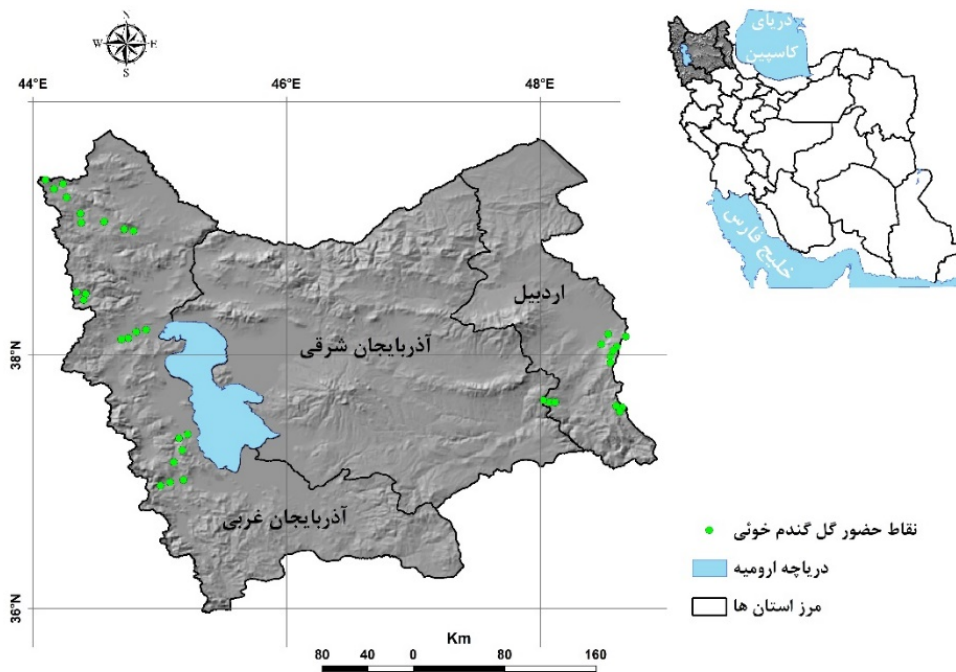 N
W
E
S
44°E
46°E
48°E
38°N
36°N
دریای
کاسپین
خلیج فارس
اردبیل
آذربایجان شرقی
آذربایجان غربی
نقاط حضور گل گندم خوئی
دریاچه ارومیه
مرز استان ها
Km
80 40 0 80 160